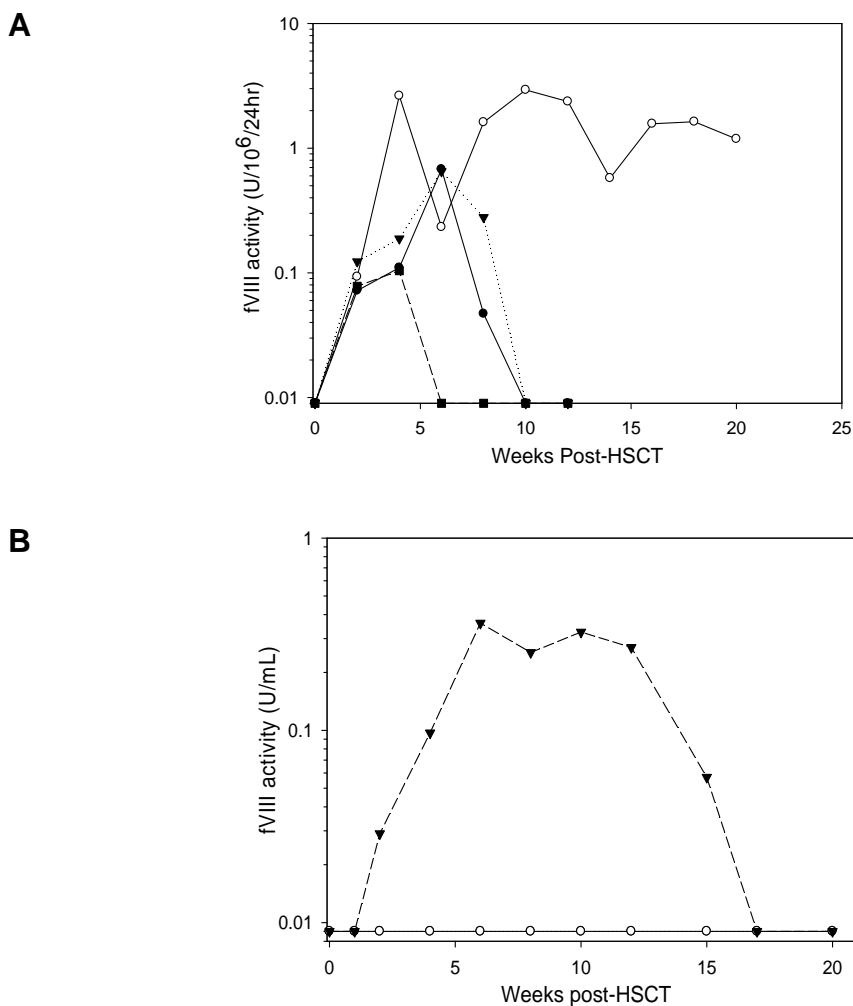 A
10
1
0.1
0.01
fVIII activity (U/10⁶/24hr)
0 5 10 15 20 25
Weeks Post-HSCT
B
1
0.1
0.01
fVIII activity (U/mL)
0 5 10 15 20
Weeks post-HSCT